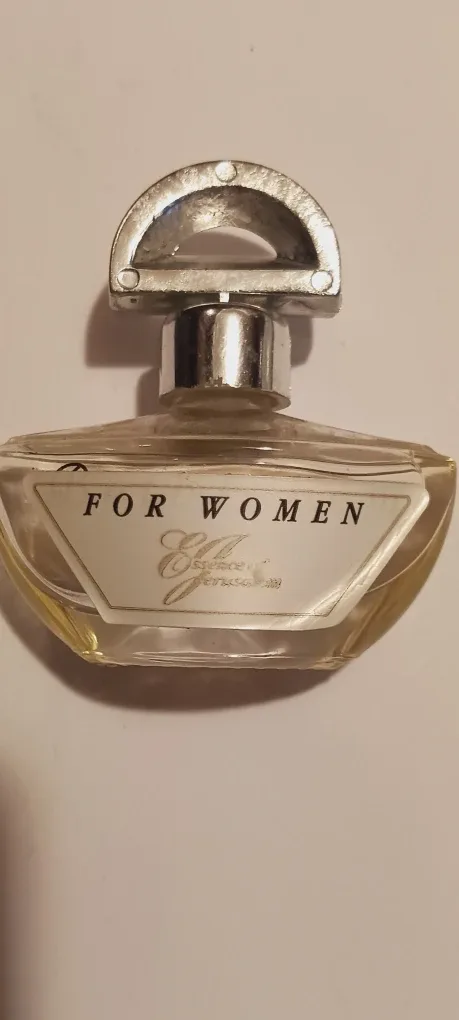 FOR WOMEN
Essence of
Jerusalem